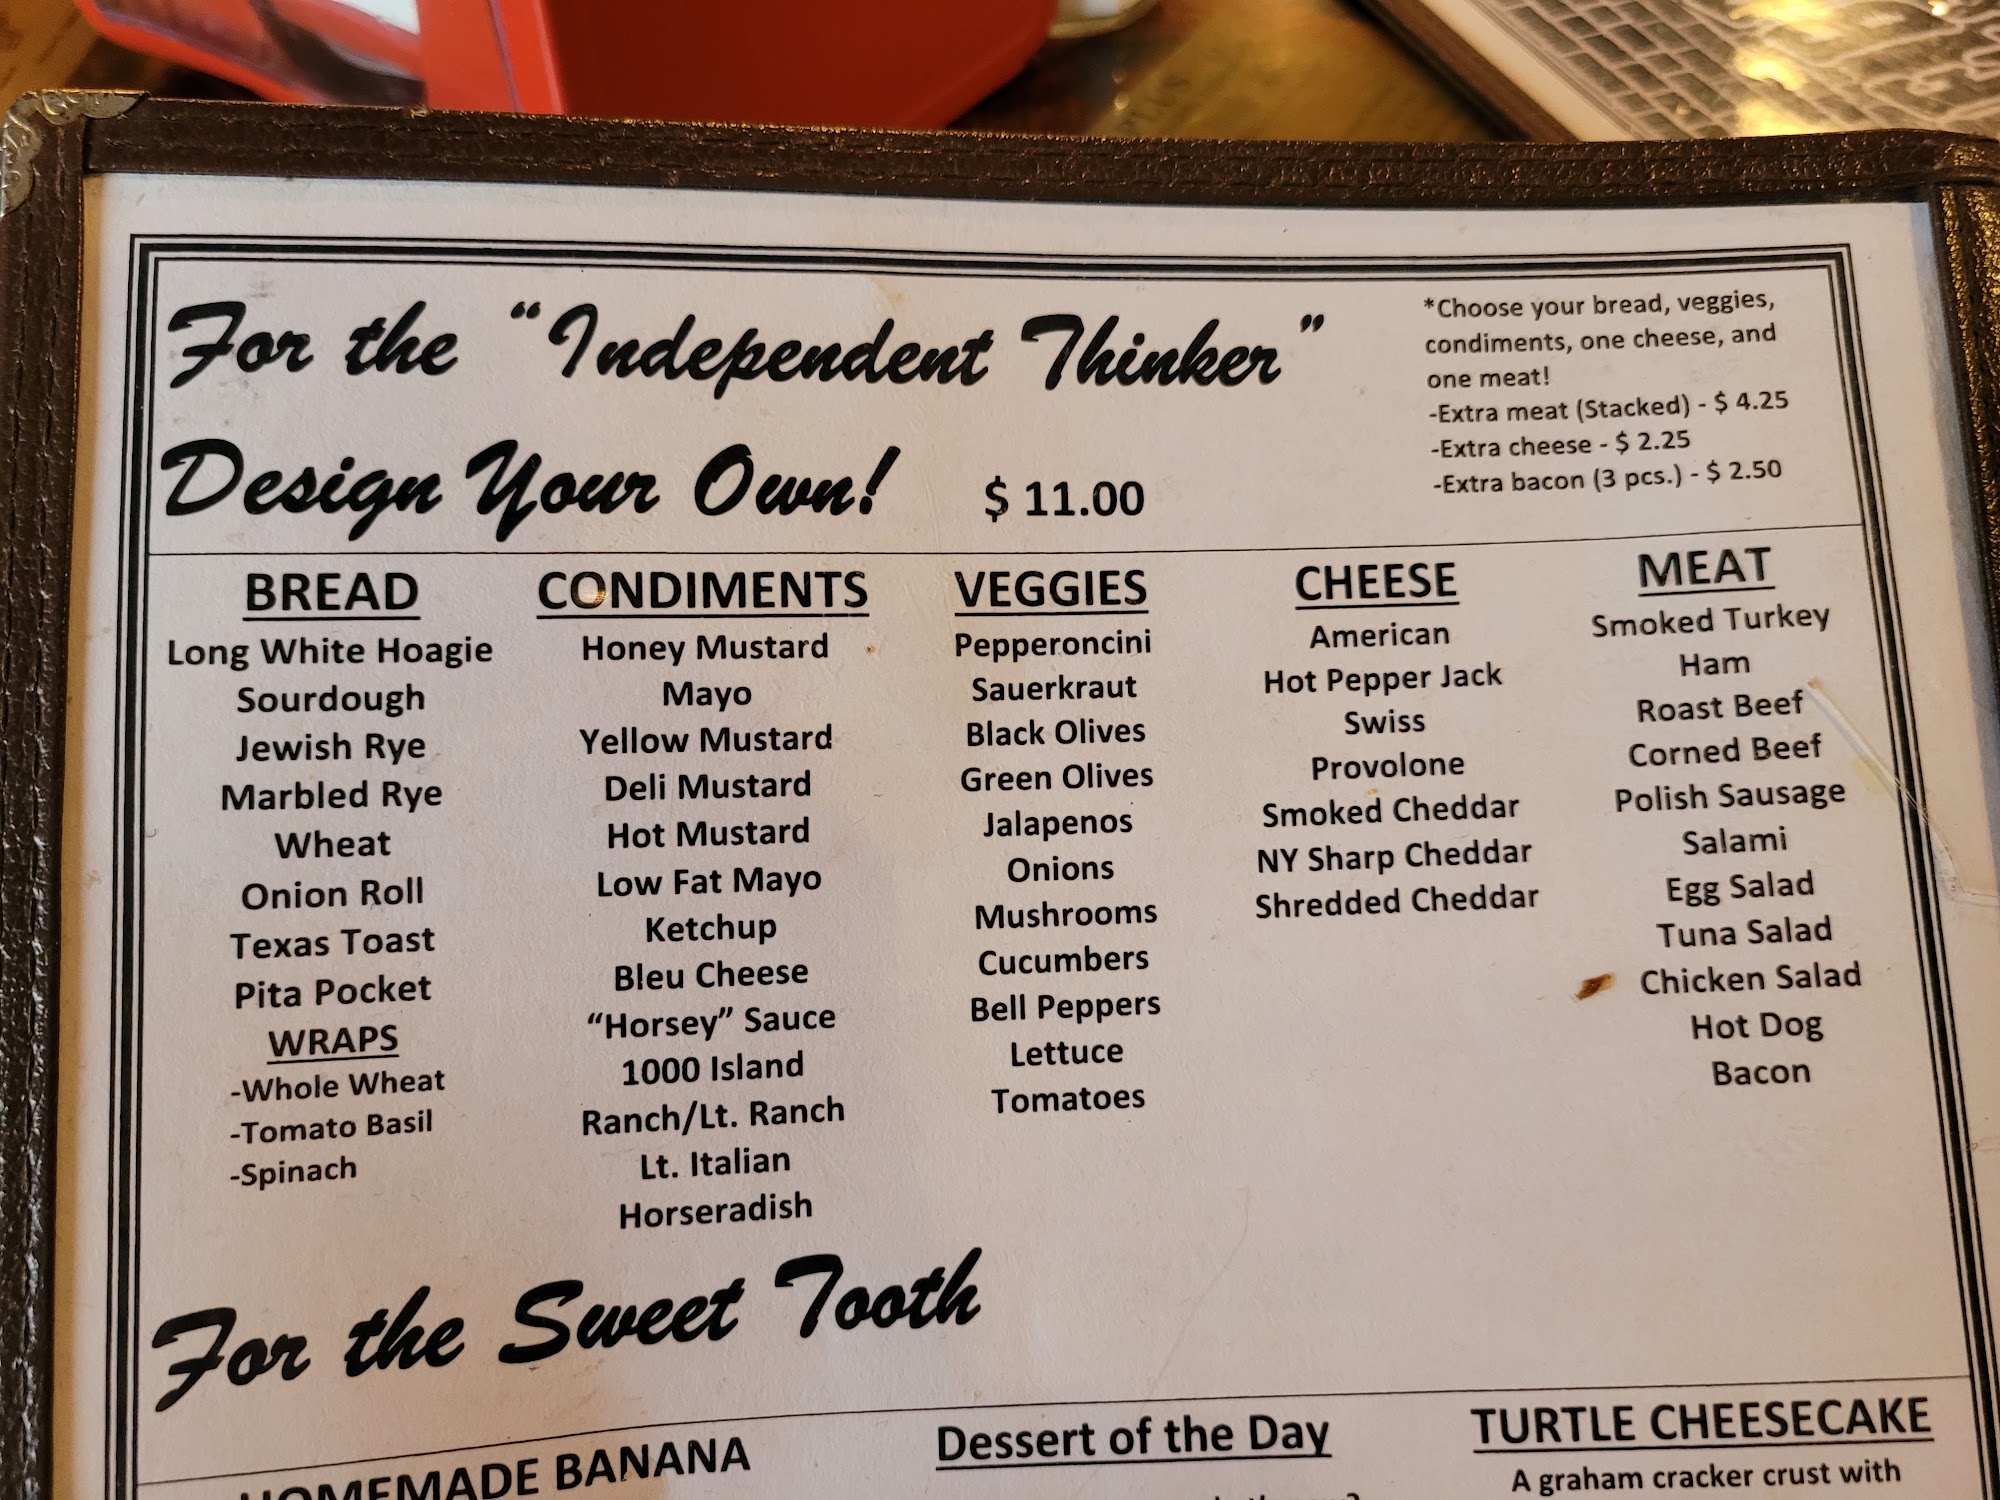 For the "Independent Thinker"
Design Your Own! $ 11.00
*Choose your bread, veggies,
condiments, one cheese, and
one meat!
-Extra meat (Stacked) - $ 4.25
-Extra cheese - $ 2.25
-Extra bacon (3 pcs.) - $ 2.50
BREAD
Long White Hoagie
Sourdough
Jewish Rye
Marbled Rye
Wheat
Onion Roll
Texas Toast
Pita Pocket
WRAPS
-Whole Wheat
-Tomato Basil
-Spinach
CONDIMENTS
Honey Mustard
Mayo
Yellow Mustard
Deli Mustard
Hot Mustard
Low Fat Mayo
Ketchup
Bleu Cheese
"Horsey" Sauce
1000 Island
Ranch/Lt. Ranch
Lt. Italian
Horseradish
VEGGIES
Pepperoncini
Sauerkraut
Black Olives
Green Olives
Jalapenos
Onions
Mushrooms
Cucumbers
Bell Peppers
Lettuce
Tomatoes
CHEESE
American
Hot Pepper Jack
Swiss
Provolone
Smoked Cheddar
NY Sharp Cheddar
Shredded Cheddar
MEAT
Smoked Turkey
Ham
Roast Beef
Corned Beef
Polish Sausage
Salami
Egg Salad
Tuna Salad
Chicken Salad
Hot Dog
Bacon
For the Sweet Tooth
HOMEMADE BANANA
Dessert of the Day
TURTLE CHEESECAKE
A graham cracker crust with